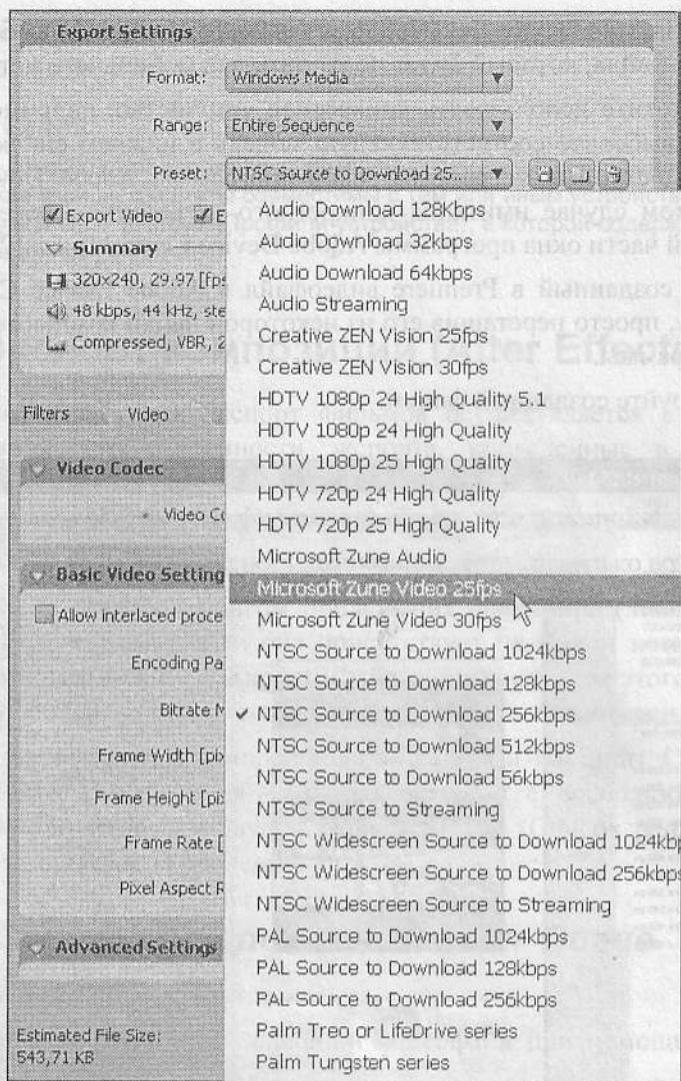 Export Settings
Format: Windows Media
Range: Entire Sequence
Preset: NTSC Source to Download 25...
Export Video E
Summary
320x240, 29.97 [fps
48 kbps, 44 kHz, ste
Compressed, VBR, 2
Filters Video
Video Codec
Video Co
Basic Video Setting
Allow interlaced proce
Encoding Pa
Bitrate M
Frame Width [pix
Frame Height [pix
Frame Rate [
Pixel Aspect R
Advanced Settings
Estimated File Size:
543,71 KB
Audio Download 128Kbps
Audio Download 32kbps
Audio Download 64kbps
Audio Streaming
Creative ZEN Vision 25fps
Creative ZEN Vision 30fps
HDTV 1080p 24 High Quality 5.1
HDTV 1080p 24 High Quality
HDTV 1080p 25 High Quality
HDTV 720p 24 High Quality
HDTV 720p 25 High Quality
Microsoft Zune Audio
Microsoft Zune Video 25fps
Microsoft Zune Video 30fps
NTSC Source to Download 1024kbps
NTSC Source to Download 128kbps
NTSC Source to Download 256kbps
NTSC Source to Download 512kbps
NTSC Source to Download 56kbps
NTSC Source to Streaming
NTSC Widescreen Source to Download 1024kbp
NTSC Widescreen Source to Download 256kbps
NTSC Widescreen Source to Streaming
PAL Source to Download 1024kbps
PAL Source to Download 128kbps
PAL Source to Download 256kbps
Palm Treo or LifeDrive series
Palm Tungsten series